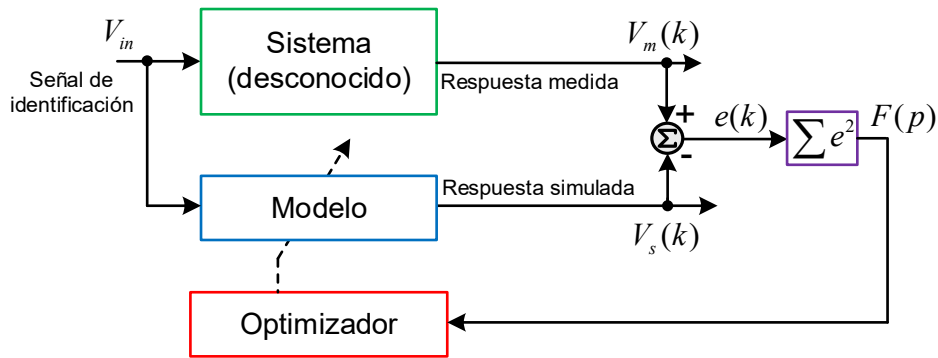 V_in
Señal de
identificación
Sistema
(desconocido)
V_m(k)
Respuesta medida
+
Σ
-
e(k)
∑ e²
F(p)
Modelo
Respuesta simulada
V_s(k)
Optimizador